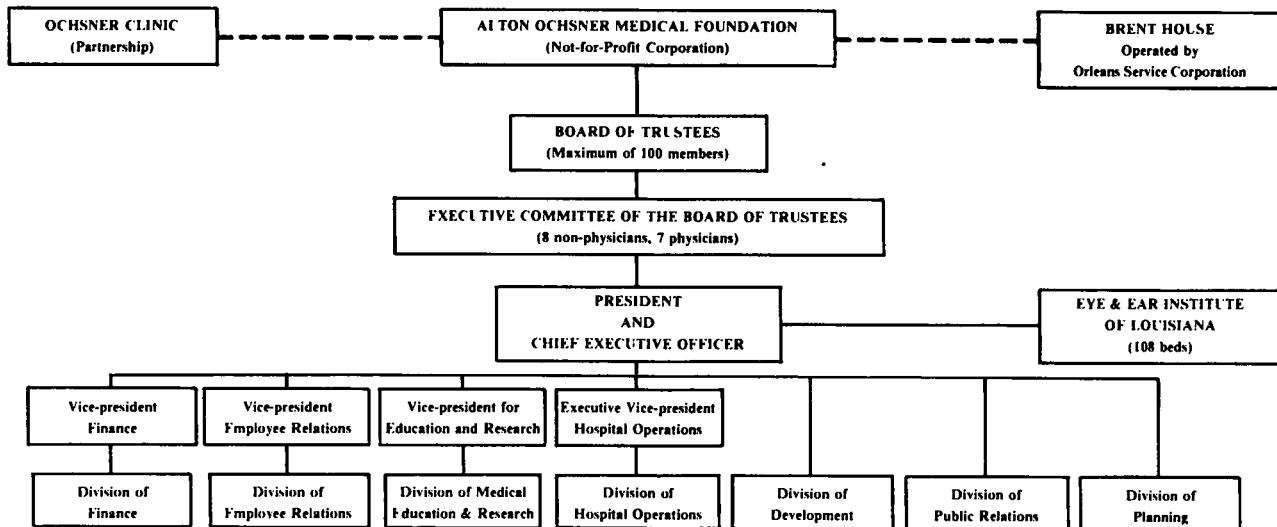 OCHSNER CLINIC
(Partnership)
ALTON OCHSNER MEDICAL FOUNDATION
(Not-for-Profit Corporation)
BRENT HOUSE
Operated by
Orleans Service Corporation
BOARD OF TRUSTEES
(Maximum of 100 members)
EXECUTIVE COMMITTEE OF THE BOARD OF TRUSTEES
(8 non-physicians, 7 physicians)
PRESIDENT
AND
CHIEF EXECUTIVE OFFICER
EYE & EAR INSTITUTE
OF LOUISIANA
(108 beds)
Vice-president
Finance
Vice-president
Employee Relations
Vice-president for
Education and Research
Executive Vice-president
Hospital Operations
Division of
Finance
Division of
Employee Relations
Division of Medical
Education & Research
Division of
Hospital Operations
Division of
Development
Division of
Public Relations
Division of
Planning